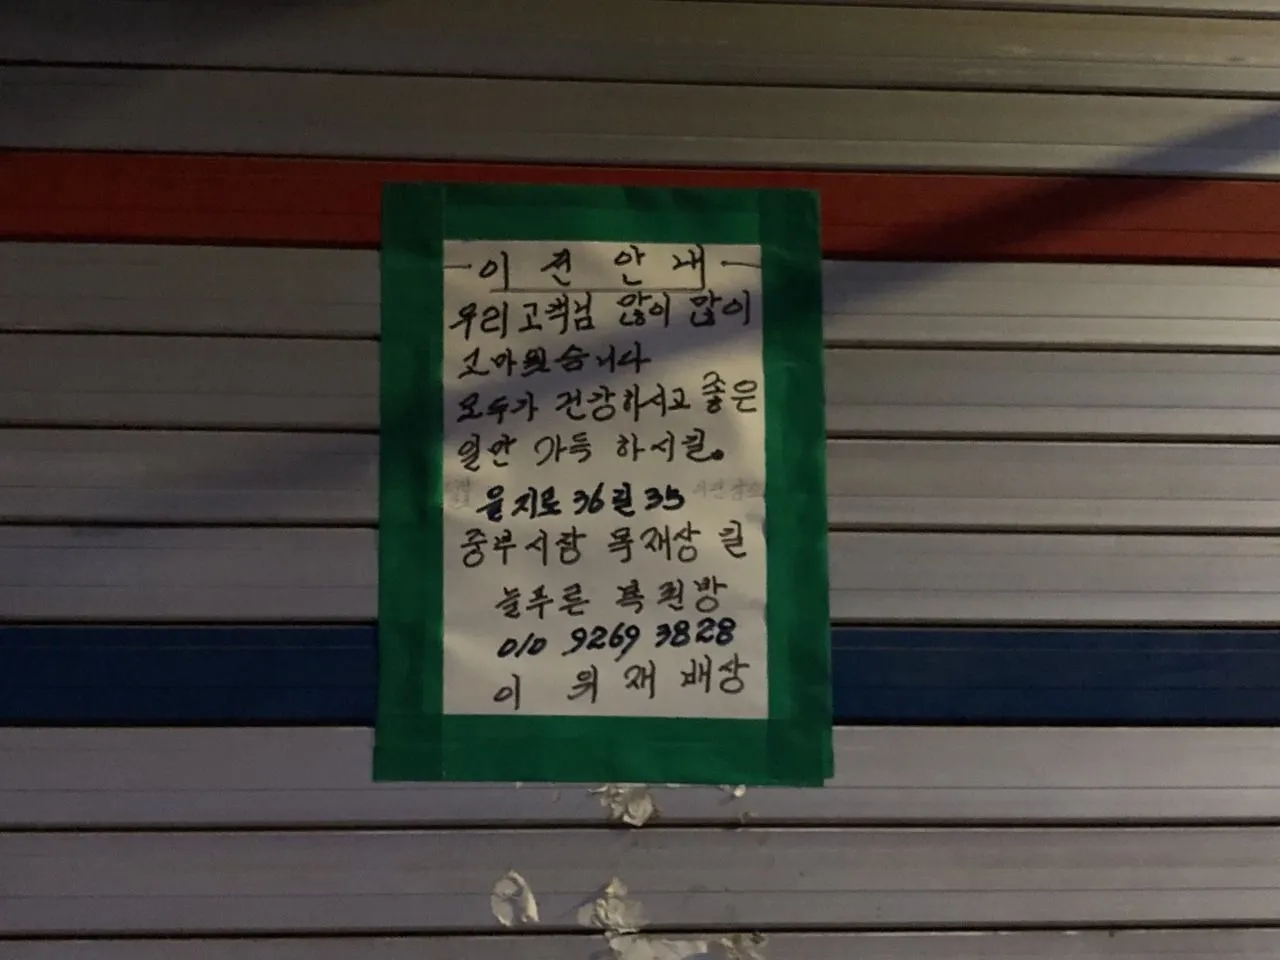 이 전 안 내
우리 고객님 많이 많이
고마웠습니다
모두가 건강하시고 좋은
일만 가득 하시길.
을지로 36길 35
중부시장 목재상 길
늘푸른 복권방
010 9269 3828
이 재 배상